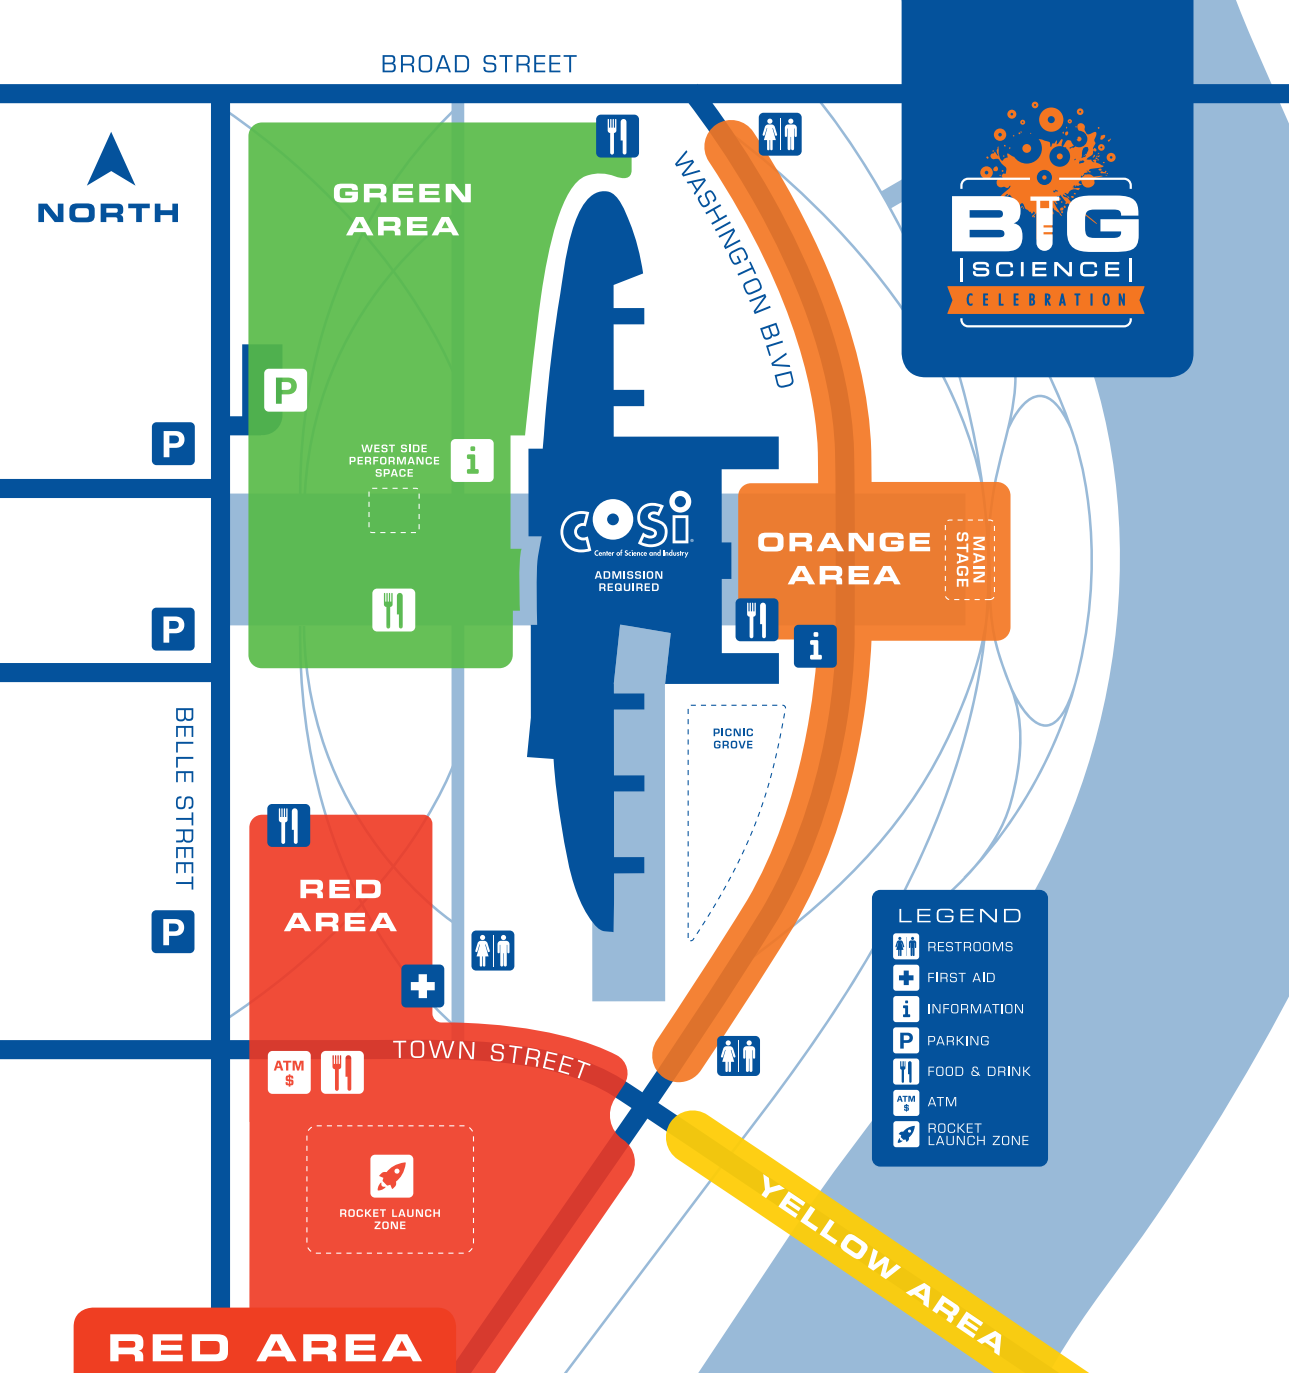 BROAD STREET
NORTH
GREEN
AREA
WASHINGTON BLVD
BIG
SCIENCE
CELEBRATION
P
P
WEST SIDE
PERFORMANCE
SPACE
i
COSI
Center of Science and Industry
ADMISSION
REQUIRED
ORANGE
AREA
MAIN
STAGE
P
i
BELLE STREET
PICNIC
GROVE
RED
AREA
P
TOWN STREET
ATM
$
ROCKET LAUNCH
ZONE
YELLOW AREA
LEGEND
RESTROOMS
FIRST AID
i INFORMATION
P PARKING
FOOD & DRINK
ATM
$
ATM
ROCKET
LAUNCH ZONE
RED AREA